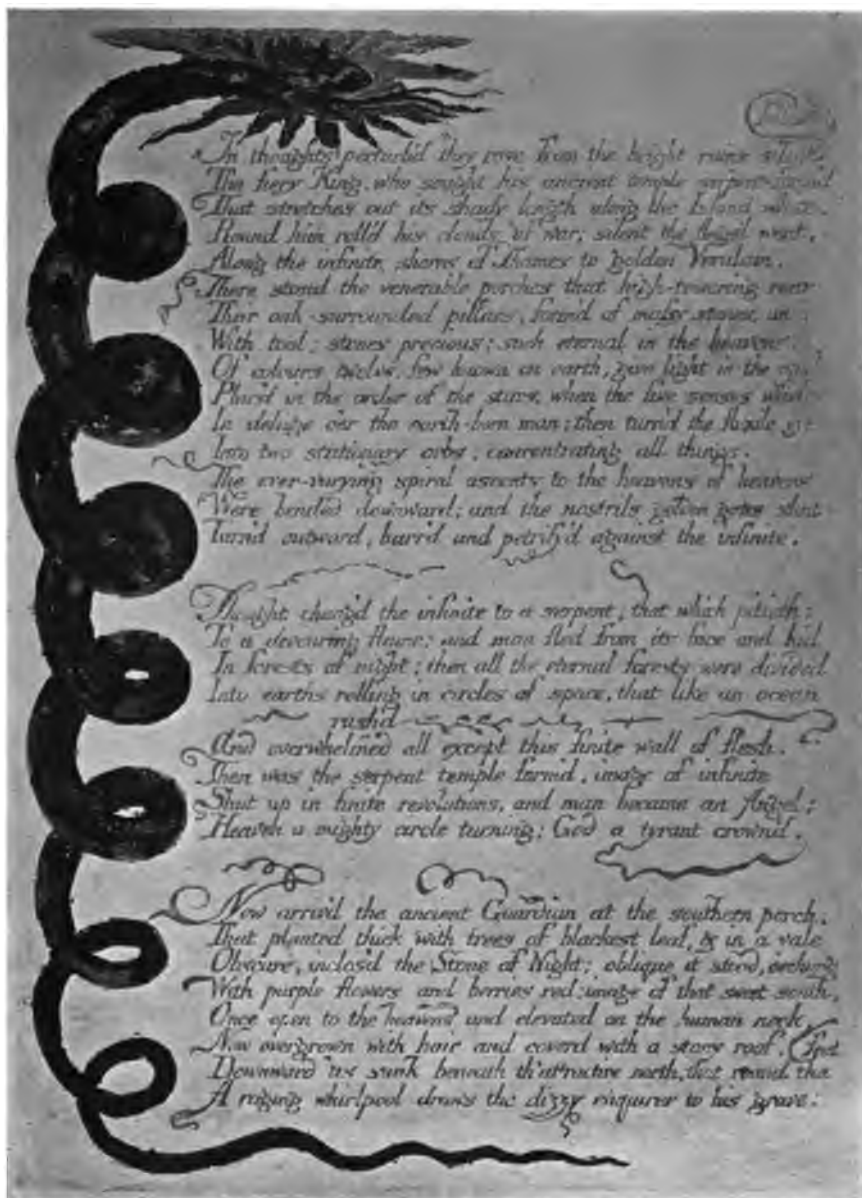 In thoughts perturb'd they rove from the bright ruins
The fiery King, who sought his ancient temple serpent-form'd
That stretches out its shady length along the Island white.
Round him roll'd his clouds of war; silent the Angel went,
Along the infinite shores of Thames to golden Verulam.
There stand the venerable porches that high-towering rear
Their oak-surrounded pillars, form'd of massy stones, un
With tool; stones precious; such eternal in the heavens,
Of colours twelve, few known on earth, give light in the
Plac'd in the order of the stars, when the five senses whelm'd
In deluge o'er the earth-born man; then turn'd the fluxile
Into two stationary orbs, concentrating all things.
The ever-varying spiral ascents to the heavens of heavens
Were bended downward; and the nostrils golden gates shut
Turn'd outward, barr'd and petrify'd against the infinite.
Thought chang'd the infinite to a serpent; that which pitieth:
To a devouring flame; and man fled from its face and hid
In forests of night; then all the eternal forests were divided
Into earths rolling in circles of space, that like an ocean
rush'd
And overwhelmed all except this finite wall of flesh.
Then was the serpent temple form'd, image of infinite
Shut up in finite revolutions, and man became an Angel;
Heaven a mighty circle turning; God a tyrant crown'd.
Now arriv'd the ancient Guardian at the southern porch,
That planted thick with trees of blackest leaf, & in a vale
Obscure, inclos'd the Stone of Night; oblique it stood, o'erhung
With purple flowers and berries red; image of that sweet south,
Once open to the heavens and elevated on the human neck,
Now overgrown with hair and coverd with a stony roof,
Downward 'tis sunk beneath th' attractive north, that round the feet
A raging whirlpool draws the dizzy enquirer to his grave: